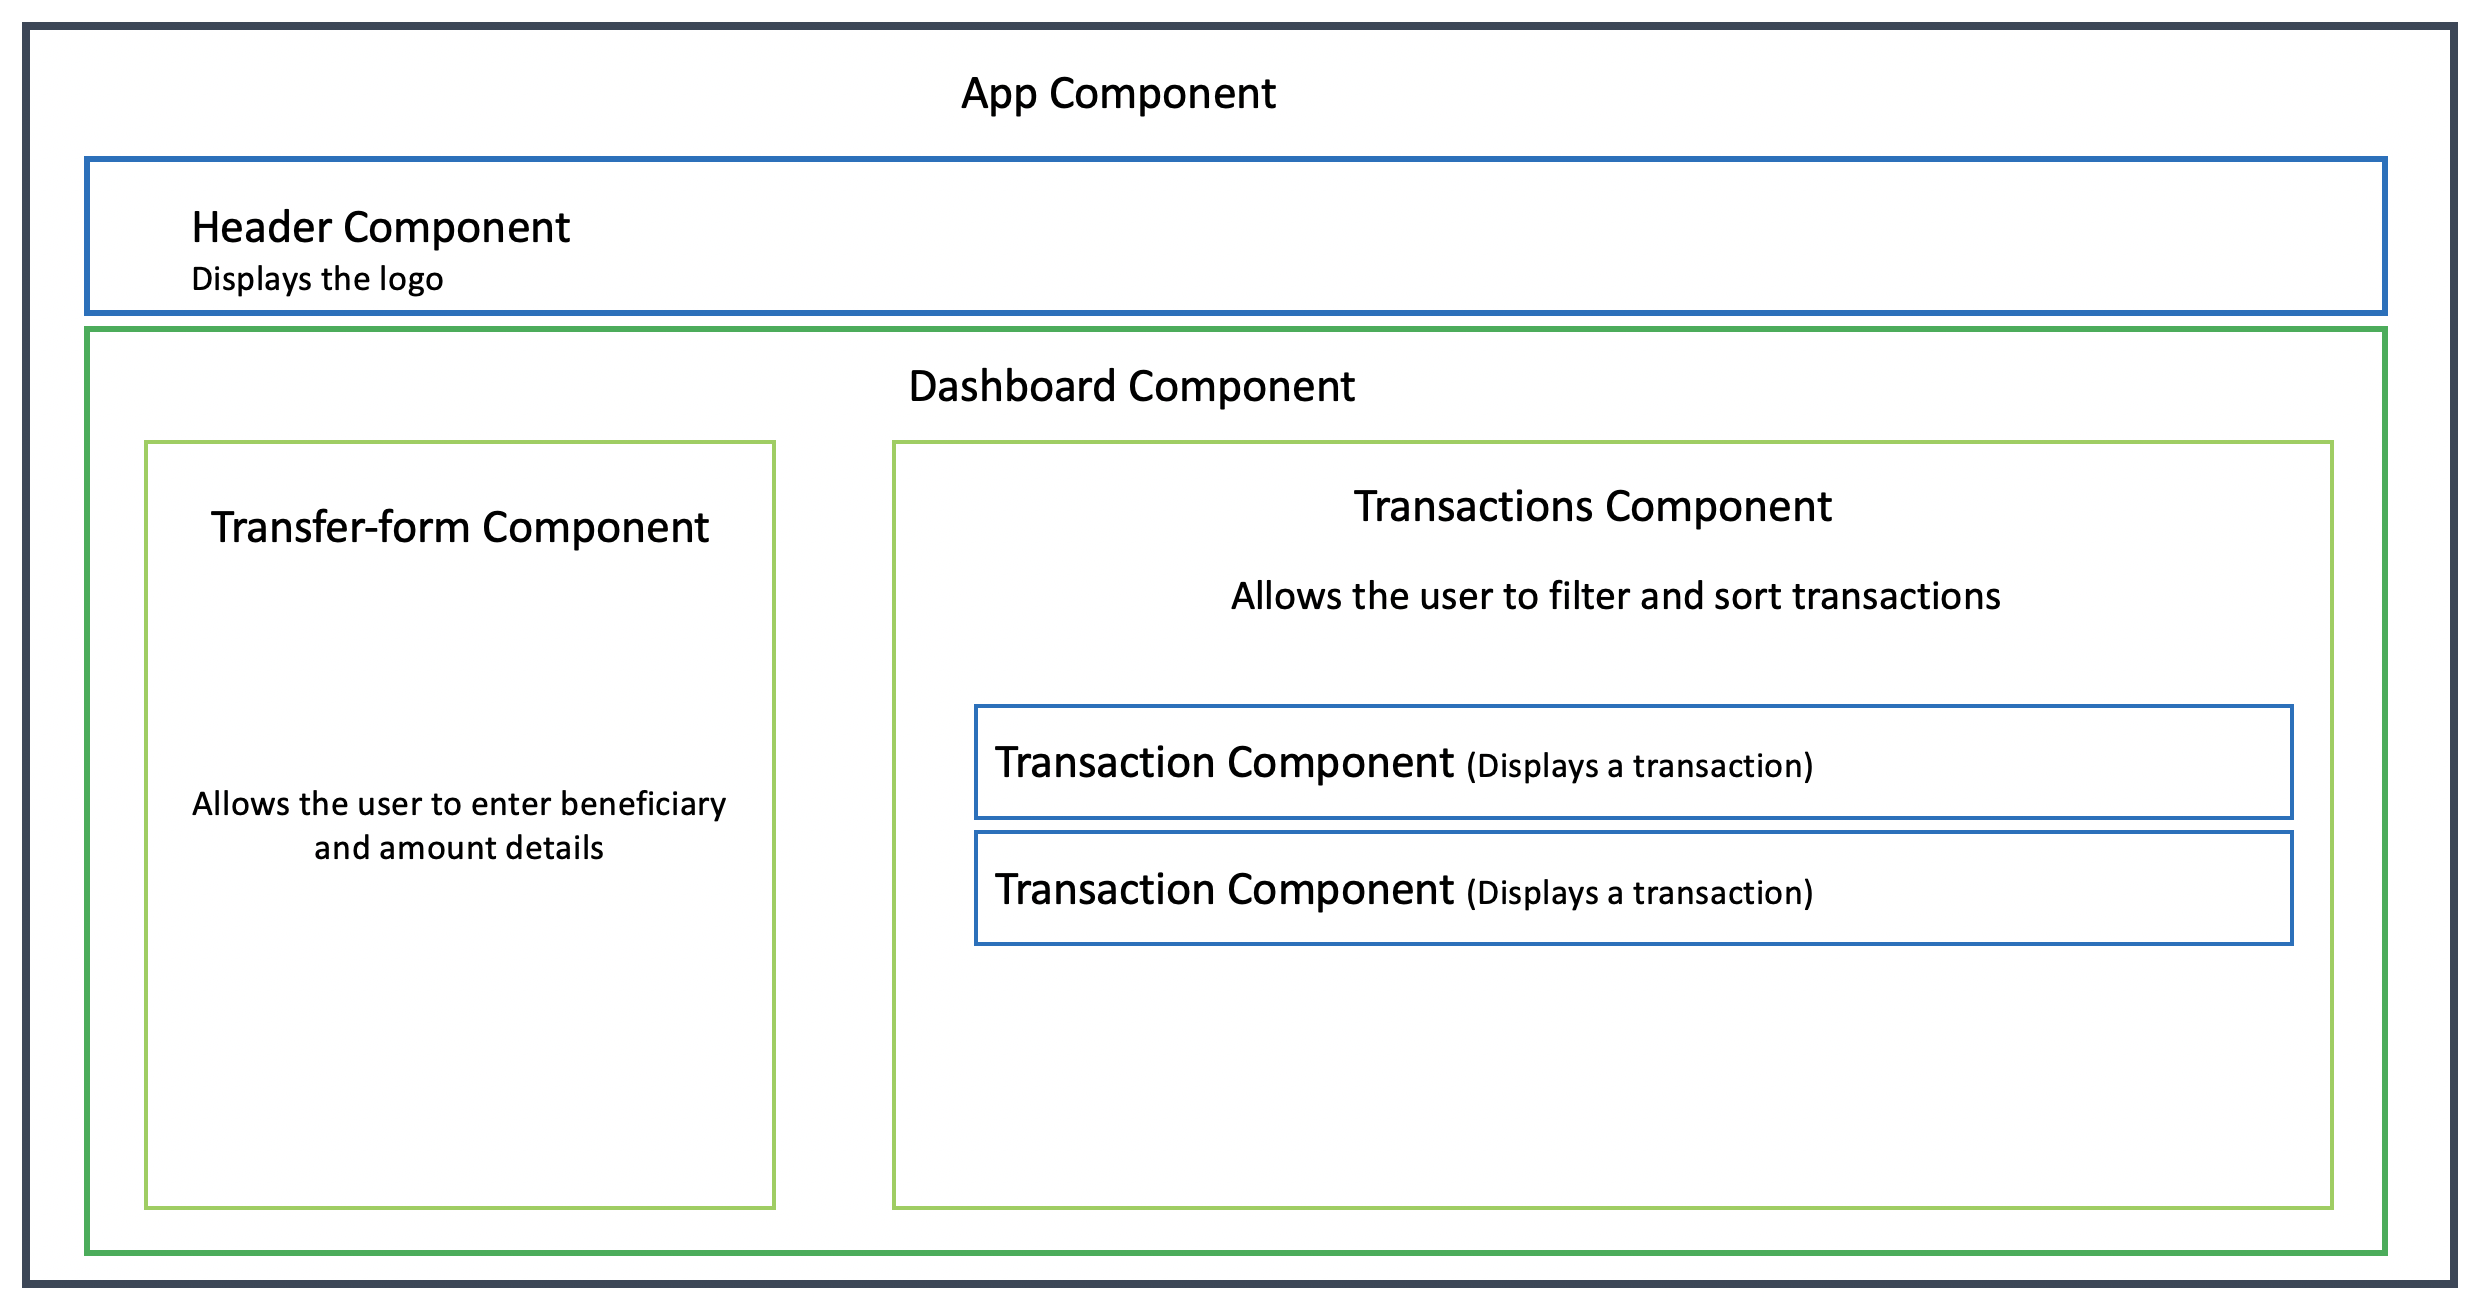 App Component
Header Component
Displays the logo
Dashboard Component
Transfer-form Component
Allows the user to enter beneficiary
and amount details
Transactions Component
Allows the user to filter and sort transactions
Transaction Component (Displays a transaction)
Transaction Component (Displays a transaction)